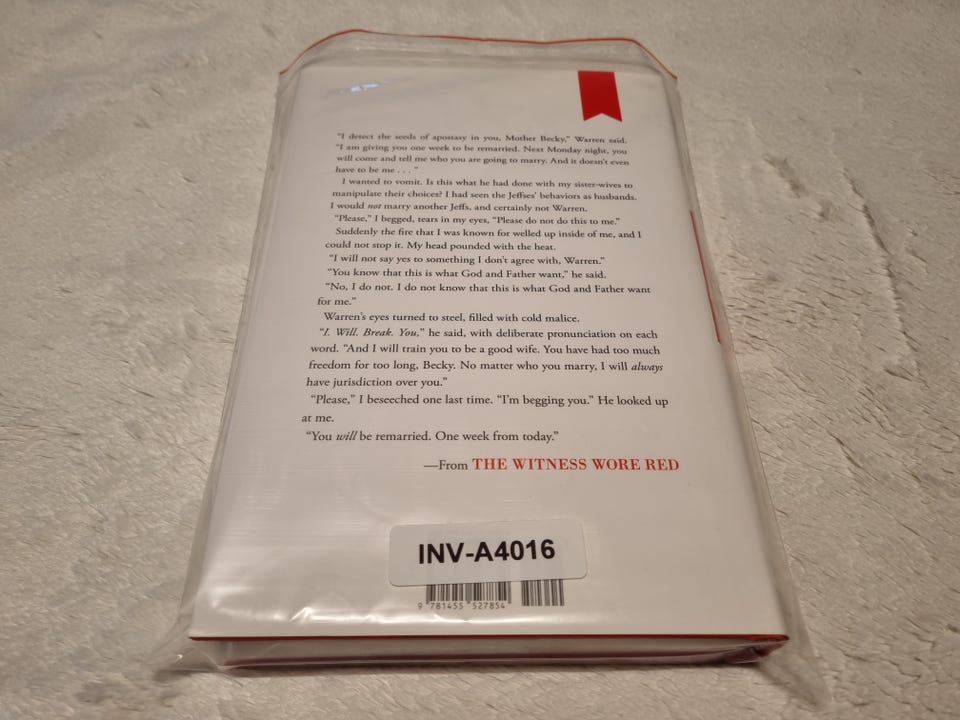 "I detect the seeds of apostasy in you, Mother Becky," Warren said.
"I am giving you one week to be remarried. Next Monday night, you
will come and tell me who you are going to marry. And it doesn't even
have to be me . . . "
I wanted to vomit. Is this what he had done with my sister-wives to
manipulate their choices? I had seen the Jeffses' behaviors as husbands.
I would not marry another Jeffs, and certainly not Warren.
"Please," I begged, tears in my eyes, "Please do not do this to me."
Suddenly the fire that I was known for welled up inside of me, and I
could not stop it. My head pounded with the heat.
"I will not say yes to something I don't agree with, Warren."
"You know that this is what God and Father want," he said.
"No, I do not. I do not know that this is what God and Father want
for me."
Warren's eyes turned to steel, filled with cold malice.
"I. Will. Break. You," he said, with deliberate pronunciation on each
word. "And I will train you to be a good wife. You have had too much
freedom for too long, Becky. No matter who you marry, I will always
have jurisdiction over you."
"Please," I beseeched one last time. "I'm begging you." He looked up
at me.
"You will be remarried. One week from today."
—From THE WITNESS WORE RED
INV-A4016
9 781455 527854